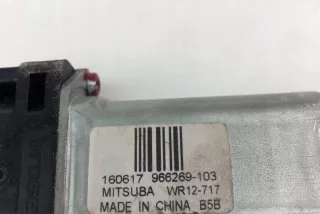 160617 966269-103
MITSUBA WR12-717
MADE IN CHINA B5B